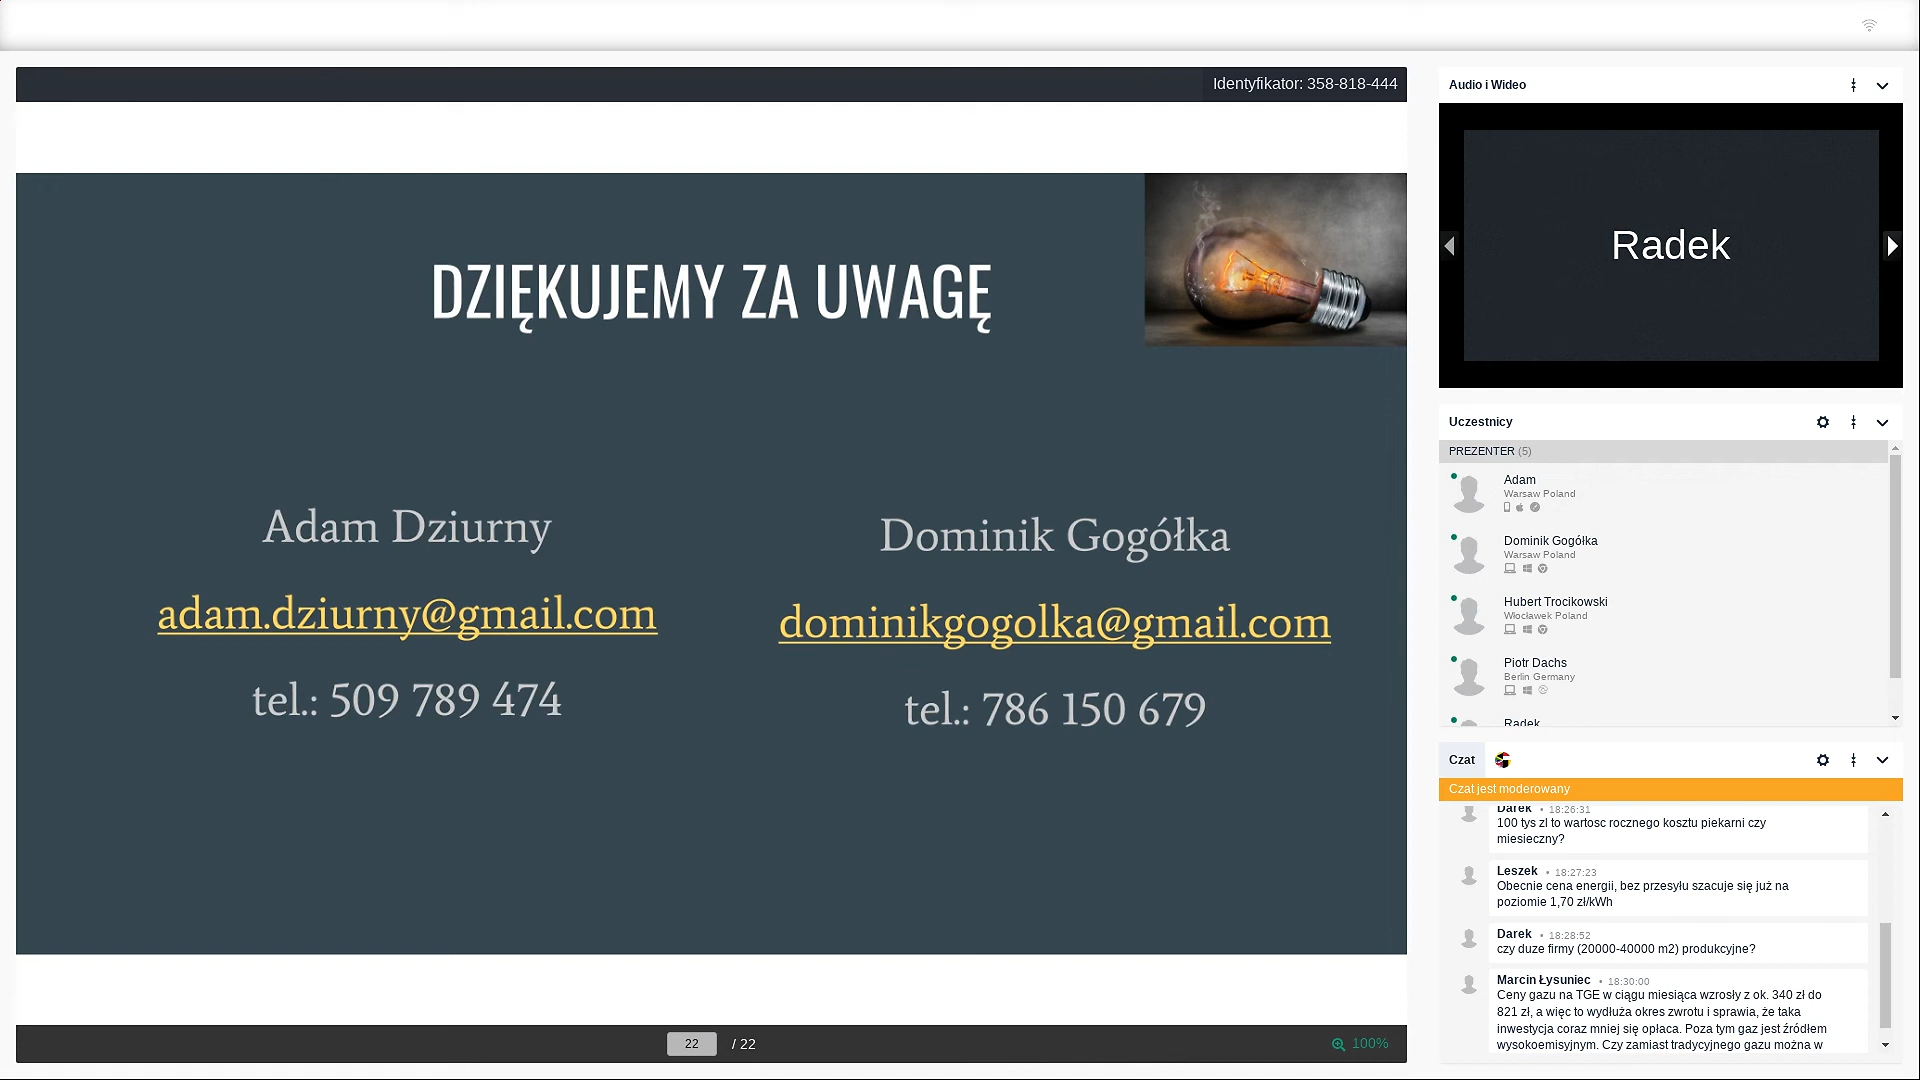 Identyfikator: 358-818-444
DZIĘKUJEMY ZA UWAGĘ
Adam Dziurny
adam.dziurny@gmail.com
tel.: 509 789 474
Dominik Gogółka
dominikgogolka@gmail.com
tel.: 786 150 679
22 / 22
100%
Audio i Wideo
Radek
Uczestnicy
PREZENTER (5)
Adam
Warsaw Poland
Dominik Gogółka
Warsaw Poland
Hubert Trocikowski
Włocławek Poland
Piotr Dachs
Berlin Germany
Radek
Czat
Czat jest moderowany
Darek • 18:26:31
100 tys zl to wartosc rocznego kosztu piekarni czy
miesieczny?
Leszek • 18:27:23
Obecnie cena energii, bez przesyłu szacuje się już na
poziomie 1,70 zł/kWh
Darek • 18:28:52
czy duze firmy (20000-40000 m2) produkcyjne?
Marcin Łysuniec • 18:30:00
Ceny gazu na TGE w ciągu miesiąca wzrosły z ok. 340 zł do
821 zł, a więc to wydłuża okres zwrotu i sprawia, że taka
inwestycja coraz mniej się opłaca. Poza tym gaz jest źródłem
wysokoemisyjnym. Czy zamiast tradycyjnego gazu można w